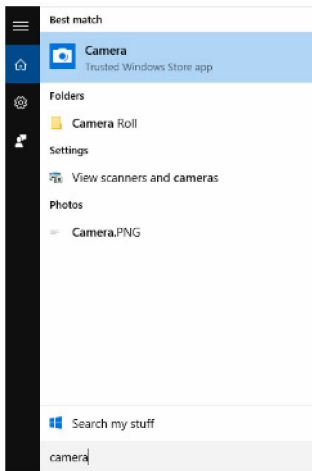 Best match
Camera
Trusted Windows Store app
Folders
Camera Roll
Settings
View scanners and cameras
Photos
Camera.PNG
Search my stuff
camera